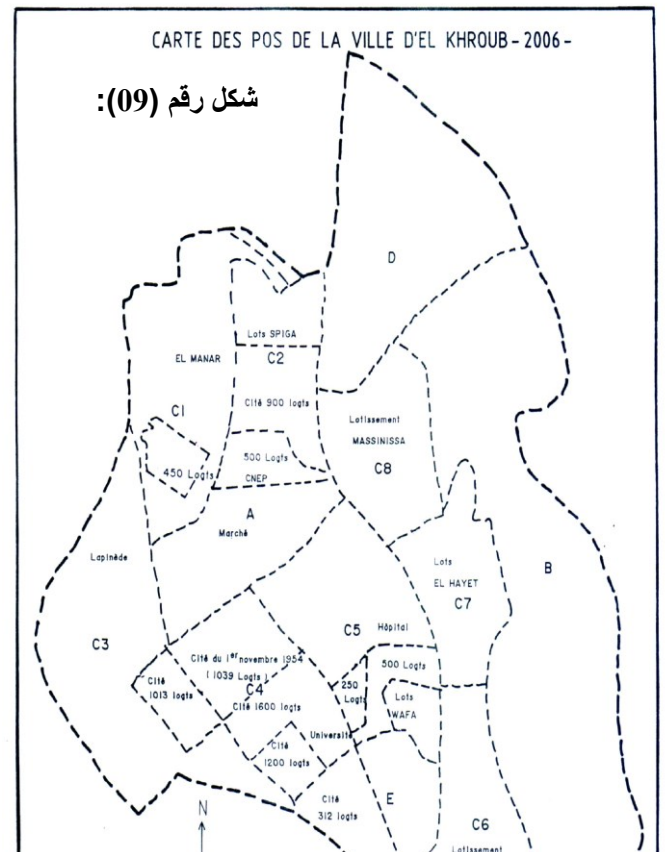 CARTE DES POS DE LA VILLE D'EL KHROUB-2006-
شكل رقم (09):
D
Lots SPIGA
C2
EL MANAR
Cité 900 logts
C1
Lotissement
MASSINISSA
C8
500 Logts
CNEP
450 Logts
A
Marché
Lapinède
Lots
EL HAYET
C7
B
C3
C5
Hôpital
Cité du 1er novembre 1954
(1039 Logts)
C4
Cité 1600 logts
Cité
1013 logts
500 Logts
250
Logts
Lots
WAFA
Université
Cité
1200 logts
Cité
312 logts
E
C6
Lotissement
N